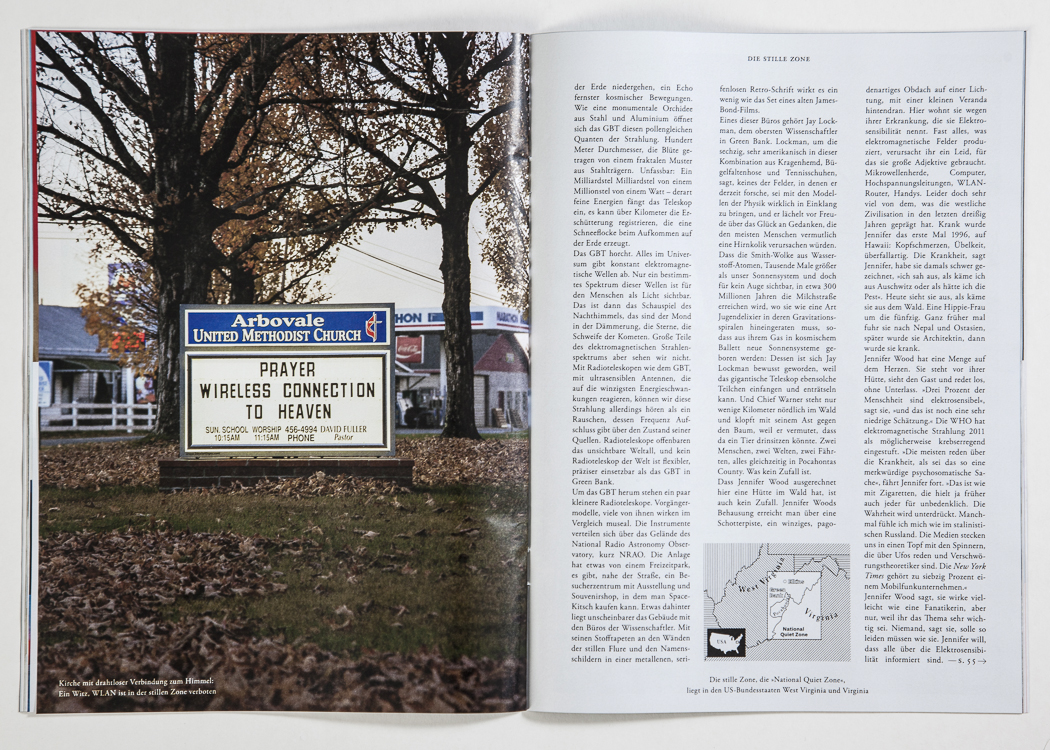 Arbovale
UNITED METHODIST CHURCH
PRAYER
WIRELESS CONNECTION
TO HEAVEN
SUN. SCHOOL WORSHIP 456-4994 DAVID FULLER
10:15AM 11:15AM PHONE Pastor
Coca-Cola
Kirche mit drahtloser Verbindung zum Himmel:
Ein Witz, WLAN ist in der stillen Zone verboten
DIE STILLE ZONE
der Erde niedergehen, ein Echo
fernster kosmischer Bewegungen.
Wie eine monumentale Orchidee
aus Stahl und Aluminium öffnet
sich das GBT diesen pollengleichen
Quanten der Strahlung. Hundert
Meter Durchmesser, die Blüte ge-
tragen von einem fraktalen Muster
aus Stahlträgern. Unfassbar: Ein
Milliardstel Milliardstel von einem
Millionstel von einem Watt – derart
feine Energien fängt das Teleskop
ein, es kann über Kilometer die Er-
schütterung registrieren, die eine
Schneeflocke beim Aufkommen auf
der Erde erzeugt.
Das GBT horcht. Alles im Univer-
sum gibt konstant elektromagne-
tische Wellen ab. Nur ein bestimm-
tes Spektrum dieser Wellen ist für
den Menschen als Licht sichtbar.
Das ist dann das Schauspiel des
Nachthimmels, das sind der Mond
in der Dämmerung, die Sterne, die
Schweife der Kometen. Große Teile
des elektromagnetischen Strahlen-
spektrums aber sehen wir nicht.
Mit Radioteleskopen wie dem GBT,
mit ultrasensiblen Antennen, die
auf die winzigsten Energieschwan-
kungen reagieren, können wir diese
Strahlung allerdings hören als ein
Rauschen, dessen Frequenz Auf-
schluss gibt über den Zustand seiner
Quellen. Radioteleskope offenbaren
das unsichtbare Weltall, und kein
Radioteleskop der Welt ist flexibler,
präziser einsetzbar als das GBT in
Green Bank.
Um das GBT herum stehen ein paar
kleinere Radioteleskope. Vorgänger-
modelle, viele von ihnen wirken im
Vergleich museal. Die Instrumente
verteilen sich über das Gelände des
National Radio Astronomy Obser-
vatory, kurz NRAO. Die Anlage
hat etwas von einem Freizeitpark,
es gibt, nahe der Straße, ein Be-
sucherzentrum mit Ausstellung und
Souvenirshop, in dem man Space-
Kitsch kaufen kann. Etwas dahinter
liegt unscheinbarer das Gebäude mit
den Büros der Wissenschaftler. Mit
seinen Stofftapeten an den Wänden
der stillen Flure und den Namens-
schildern in einer metallenen, seri-
fenlosen Retro-Schrift wirkt es ein
wenig wie das Set eines alten James-
Bond-Films.
Eines dieser Büros gehört Jay Lock-
man, dem obersten Wissenschaftler
in Green Bank. Lockman, um die
sechzig, sehr amerikanisch in dieser
Kombination aus Kragenhemd, Bü-
gelfaltenhose und Tennisschuhen,
sagt, keines der Felder, in denen er
derzeit forsche, sei mit den Model-
len der Physik wirklich in Einklang
zu bringen, und er lächelt vor Freu-
de über das Glück an Gedanken, die
den meisten Menschen vermutlich
eine Hirnkolik verursachen würden.
Dass die Smith-Wolke aus Wasser-
stoff-Atomen, Tausende Male größer
als unser Sonnensystem und doch
für kein Auge sichtbar, in etwa 300
Millionen Jahren die Milchstraße
erreichen wird, wo sie wie eine Art
Jugendelixier in deren Gravitations-
spiralen hineingeraten muss, so-
dass aus ihrem Gas in kosmischem
Ballett neue Sonnensysteme ge-
boren werden: Dessen ist sich Jay
Lockman bewusst geworden, weil
das gigantische Teleskop ebensolche
Teilchen einfangen und enträtseln
kann. Und Chief Warner steht nur
wenige Kilometer nördlich im Wald
und klopft mit seinem Ast gegen
den Baum, weil er vermutet, dass
da ein Tier drinsitzen könnte. Zwei
Menschen, zwei Welten, zwei Fähr-
ten, alles gleichzeitig in Pocahontas
County. Was kein Zufall ist.
Dass Jennifer Wood ausgerechnet
hier eine Hütte im Wald hat, ist
auch kein Zufall. Jennifer Woods
Behausung erreicht man über eine
Schotterpiste, ein winziges, pago-
West Virginia
Virginia
National
Quiet Zone
USA
Die stille Zone, die »National Quiet Zone«,
liegt in den US-Bundesstaaten West Virginia und Virginia
denartiges Obdach auf einer Lich-
tung, mit einer kleinen Veranda
hintendran. Hier wohnt sie wegen
ihrer Erkrankung, die sie Elektro-
sensibilität nennt. Fast alles, was
elektromagnetische Felder produ-
ziert, verursacht ihr ein Leid, für
das sie große Adjektive gebraucht.
Mikrowellenherde, Computer,
Hochspannungsleitungen, WLAN-
Router, Handys. Leider doch sehr
viel von dem, was die westliche
Zivilisation in den letzten dreißig
Jahren geprägt hat. Krank wurde
Jennifer das erste Mal 1996, auf
Hawaii: Kopfschmerzen, Übelkeit,
überfallartig. Die Krankheit, sagt
Jennifer, habe sie damals schwer ge-
zeichnet, »ich sah aus, als käme ich
aus Auschwitz oder als hätte ich die
Pest«. Heute sieht sie aus, als käme
sie aus dem Wald. Eine Hippie-Frau
um die fünfzig. Ganz früher mal
fuhr sie nach Nepal und Ostasien,
später wurde sie Architektin, dann
wurde sie krank.
Jennifer Wood hat eine Menge auf
dem Herzen. Sie steht vor ihrer
Hütte, sieht den Gast und redet los,
ohne Unterlass. »Drei Prozent der
Menschheit sind elektrosensibel«,
sagt sie, »und das ist noch eine sehr
niedrige Schätzung.« Die WHO hat
elektromagnetische Strahlung 2011
als möglicherweise krebserregend
eingestuft. »Die meisten reden über
die Krankheit, als sei das so eine
merkwürdige psychosomatische Sa-
che«, fährt Jennifer fort. »Das ist wie
mit Zigaretten, die hielt ja früher
auch jeder für unbedenklich. Die
Wahrheit wird unterdrückt. Manch-
mal fühle ich mich wie im stalinisti-
schen Russland. Die Medien stecken
uns in einen Topf mit den Spinnern,
die über Ufos reden und Verschwö-
rungstheoretiker sind. Die New York
Times gehört zu siebzig Prozent ei-
nem Mobilfunkunternehmen.«
Jennifer Wood sagt, sie wirke viel-
leicht wie eine Fanatikerin, aber
nur, weil ihr das Thema sehr wich-
tig sei. Niemand, sagt sie, solle so
leiden müssen wie sie. Jennifer will,
dass alle über die Elektrosensibi-
lität informiert sind. — S. 55 →